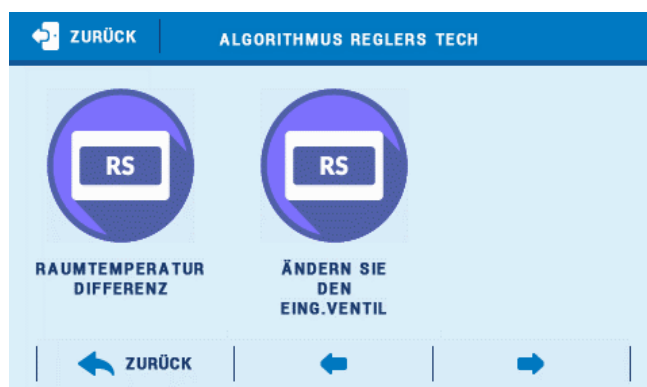 ZURÜCK
ALGORITHMUS REGLERS TECH
RS
RS
RAUMTEMPERATUR
DIFFERENZ
ÄNDERN SIE
DEN
EING.VENTIL
ZURÜCK